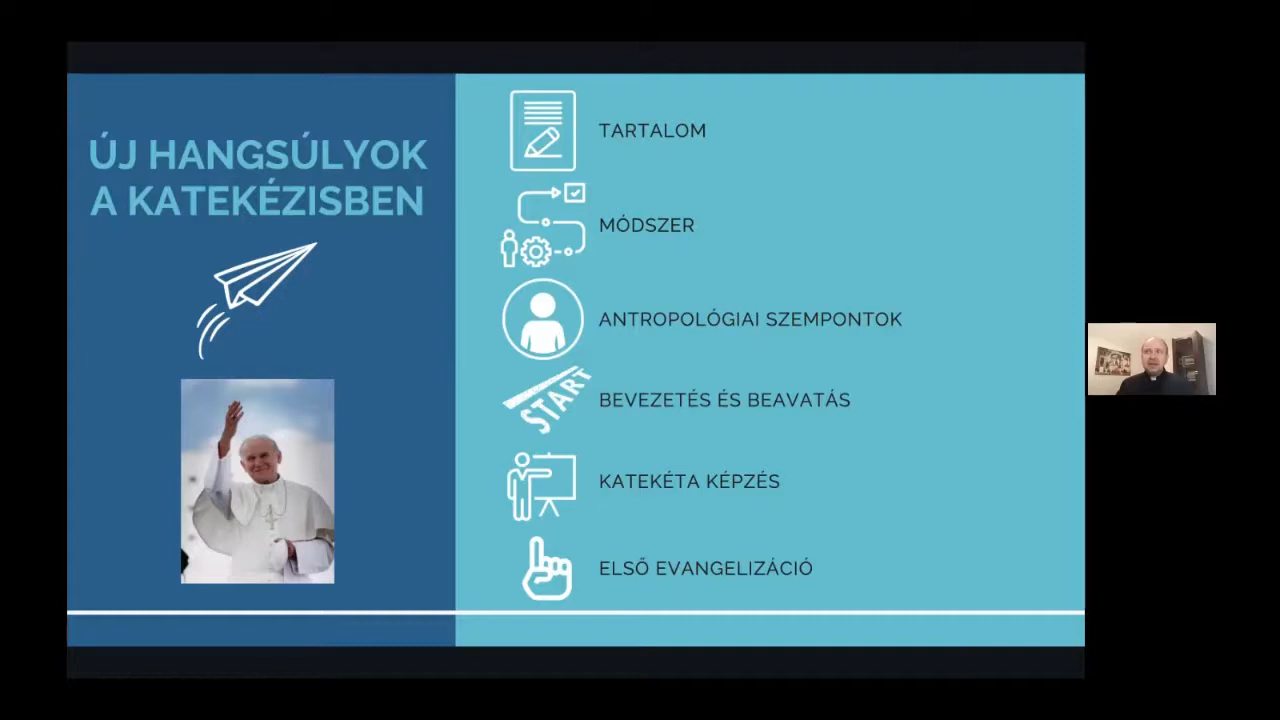 ÚJ HANGSÚLYOK
A KATEKÉZISBEN
TARTALOM
MÓDSZER
ANTROPOLÓGIAI SZEMPONTOK
START
BEVEZETÉS ÉS BEAVATÁS
KATEKÉTA KÉPZÉS
ELSŐ EVANGELIZÁCIÓ